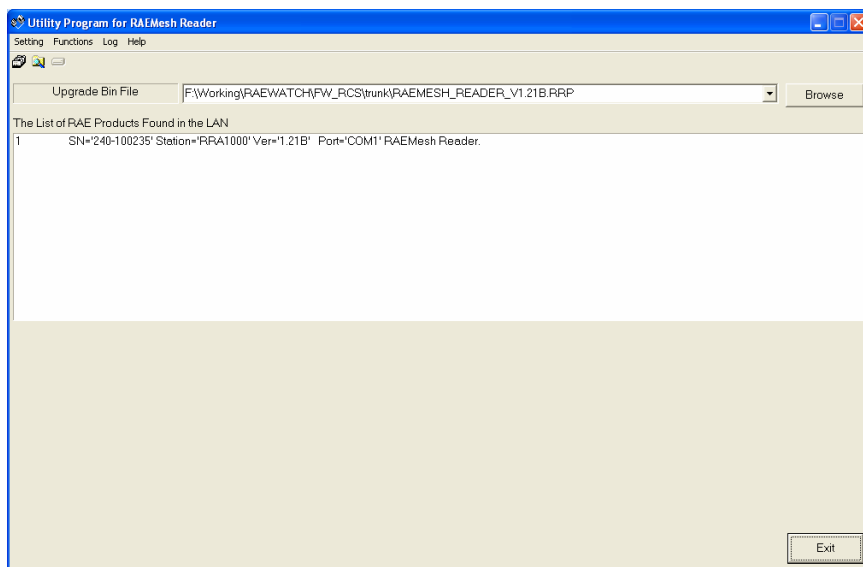 Utility Program for RAEMesh Reader
Setting Functions Log Help
Upgrade Bin File F:\Working\RAEWATCH\FW_RCS\trunk\RAEMESH_READER_V1.21B.RRP Browse
The List of RAE Products Found in the LAN
1 SN='240-100235' Station='RRA1000' Ver='1.21B' Port='COM1' RAEMesh Reader.
Exit